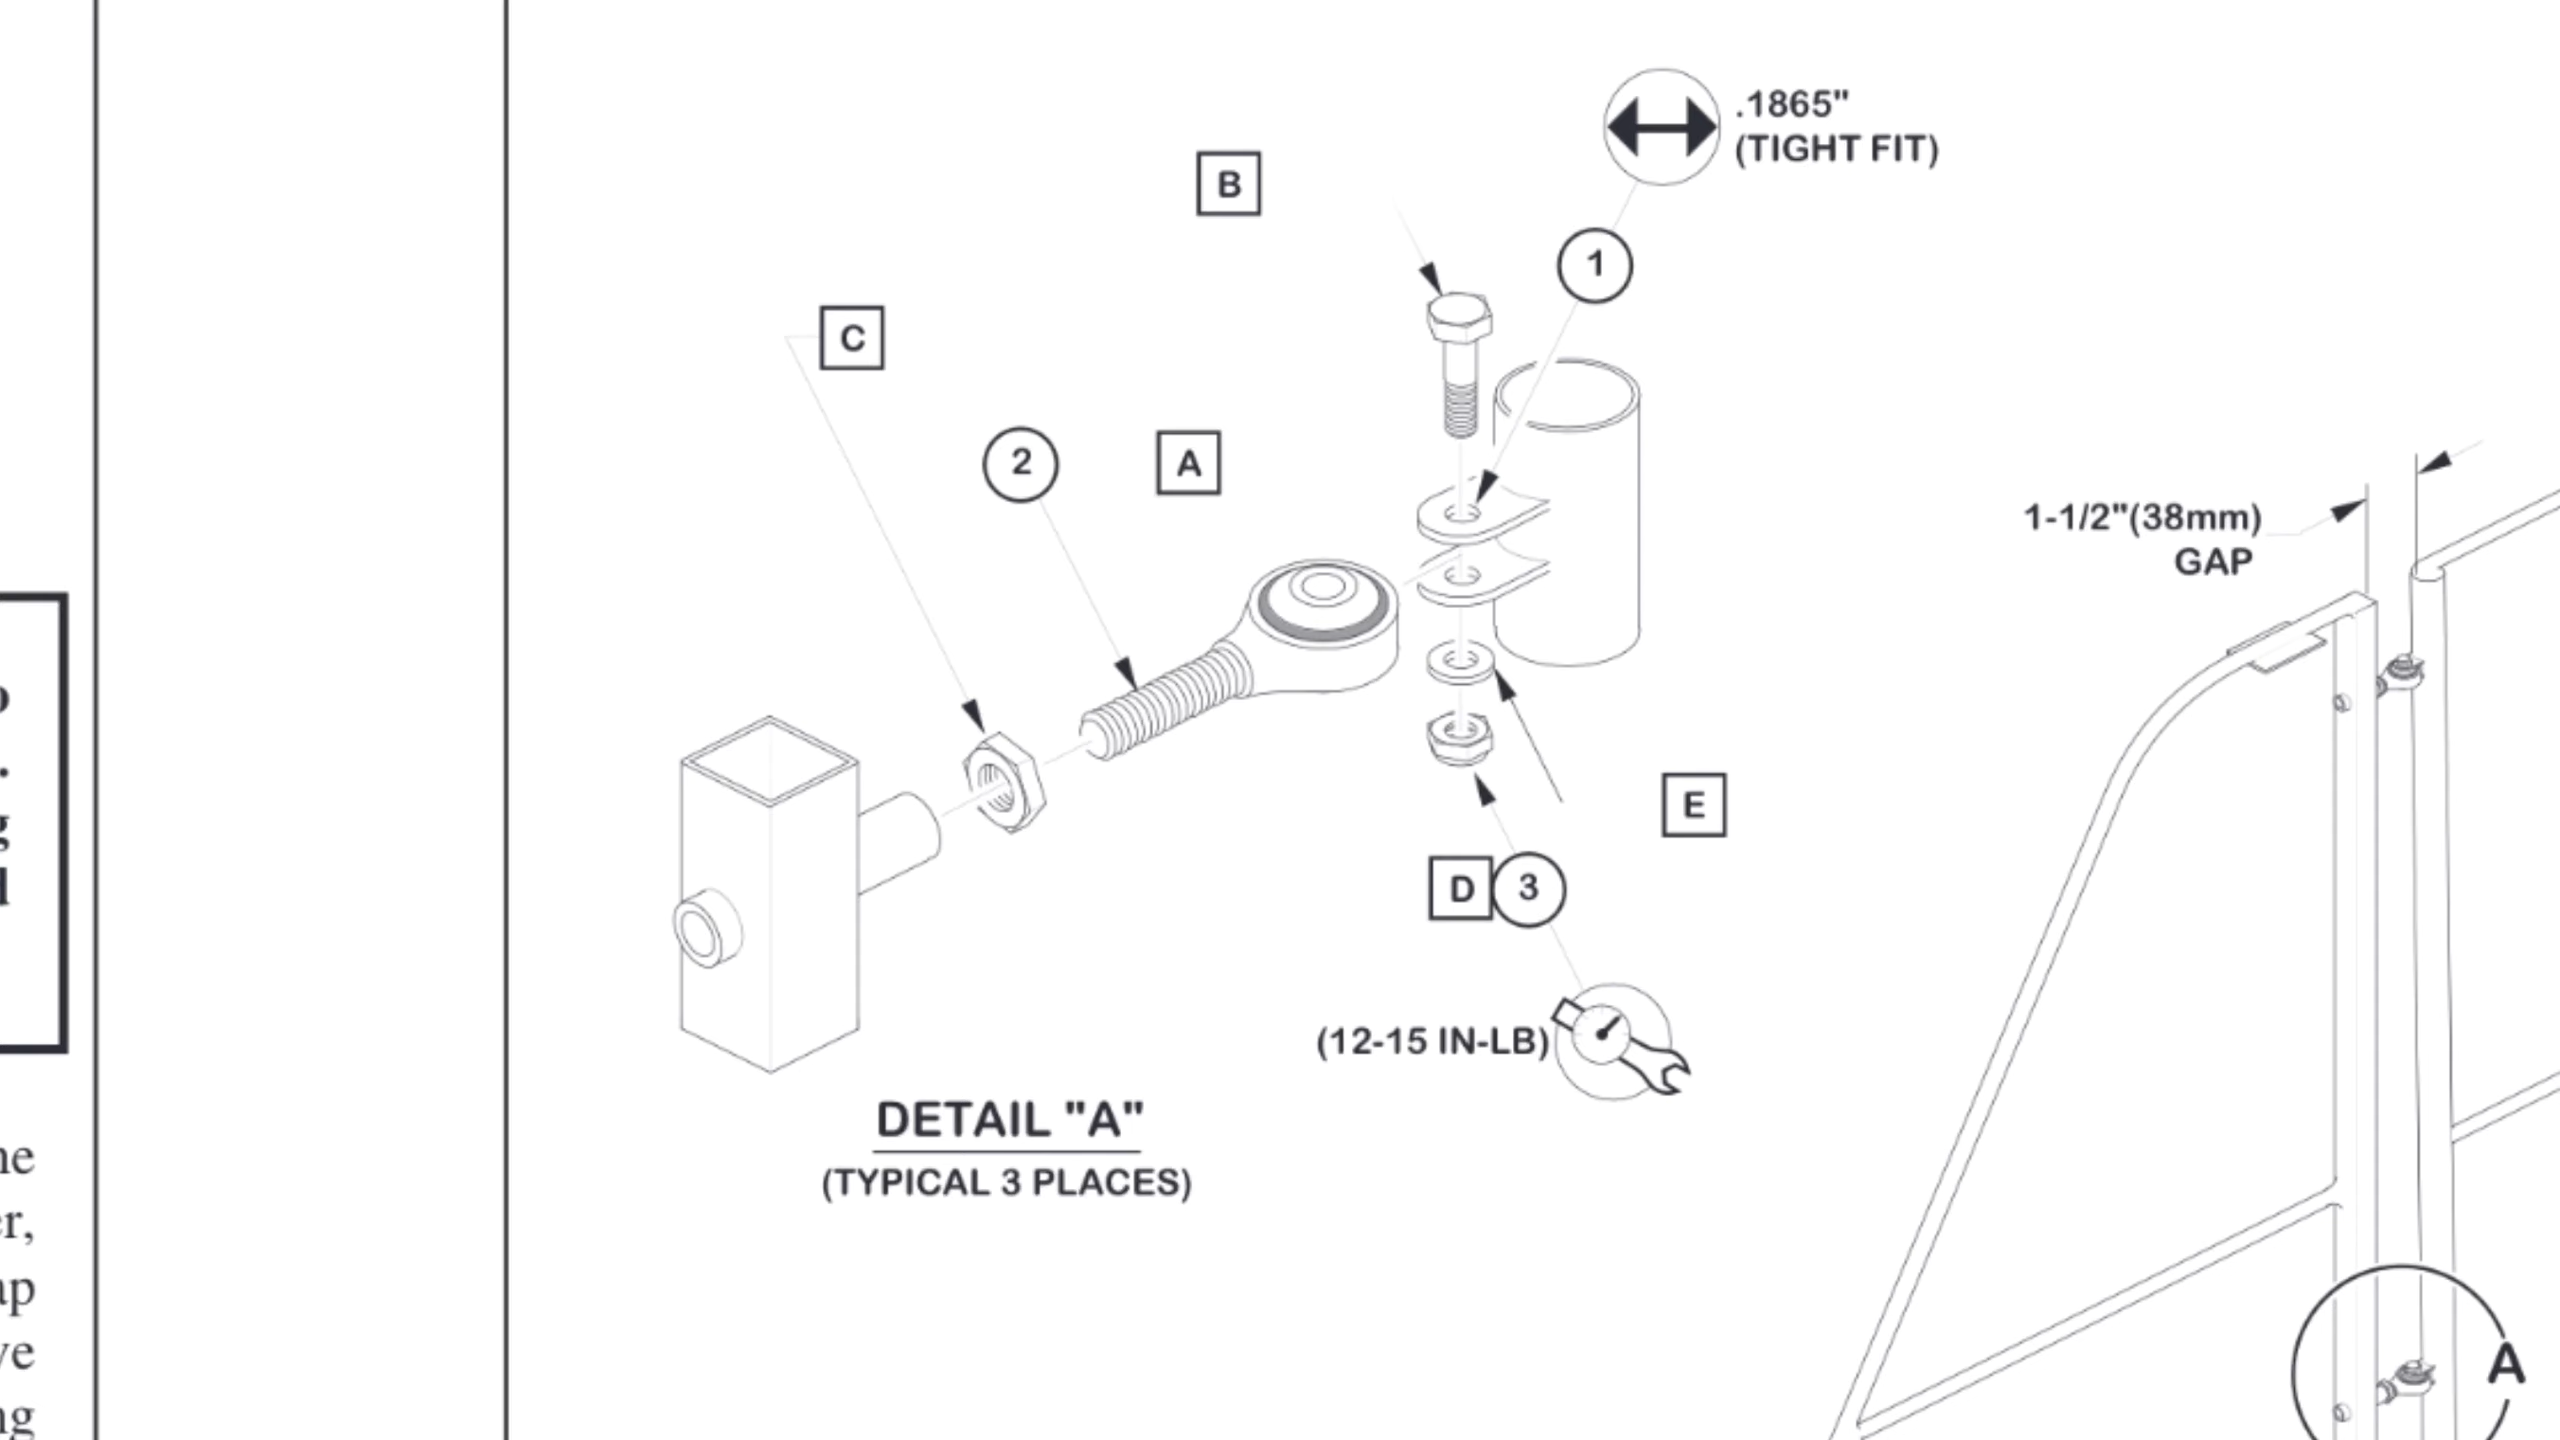 .1865"
(TIGHT FIT)
B
1
C
2
A
1-1/2"(38mm)
GAP
E
D
3
(12-15 IN-LB)
DETAIL "A"
(TYPICAL 3 PLACES)
A